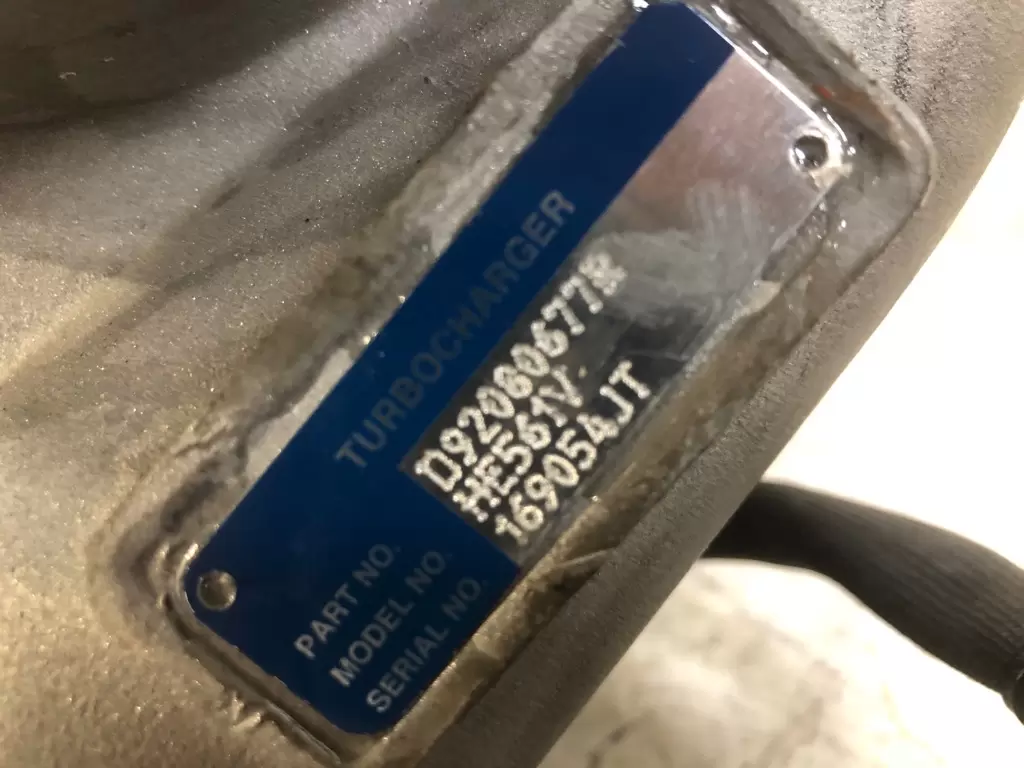 TURBOCHARGER
PART NO. D92080677R
MODEL NO. HE561V
SERIAL NO. 169054JT